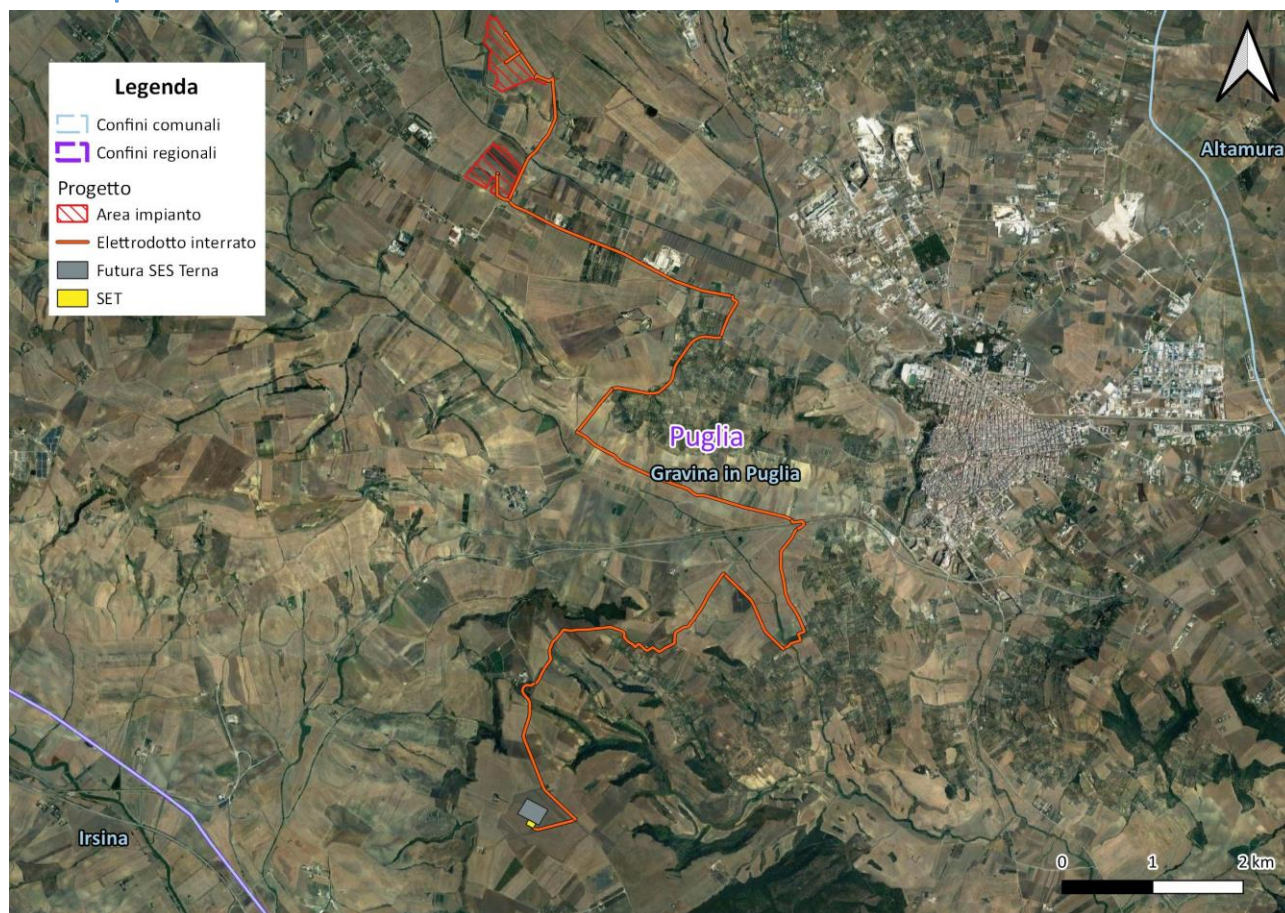 Legenda
Confini comunali
Confini regionali
Progetto
Area impianto
Elettrodotto interrato
Futura SES Terna
SET
Altamura
Puglia
Gravina in Puglia
Irsina
0 1 2 km